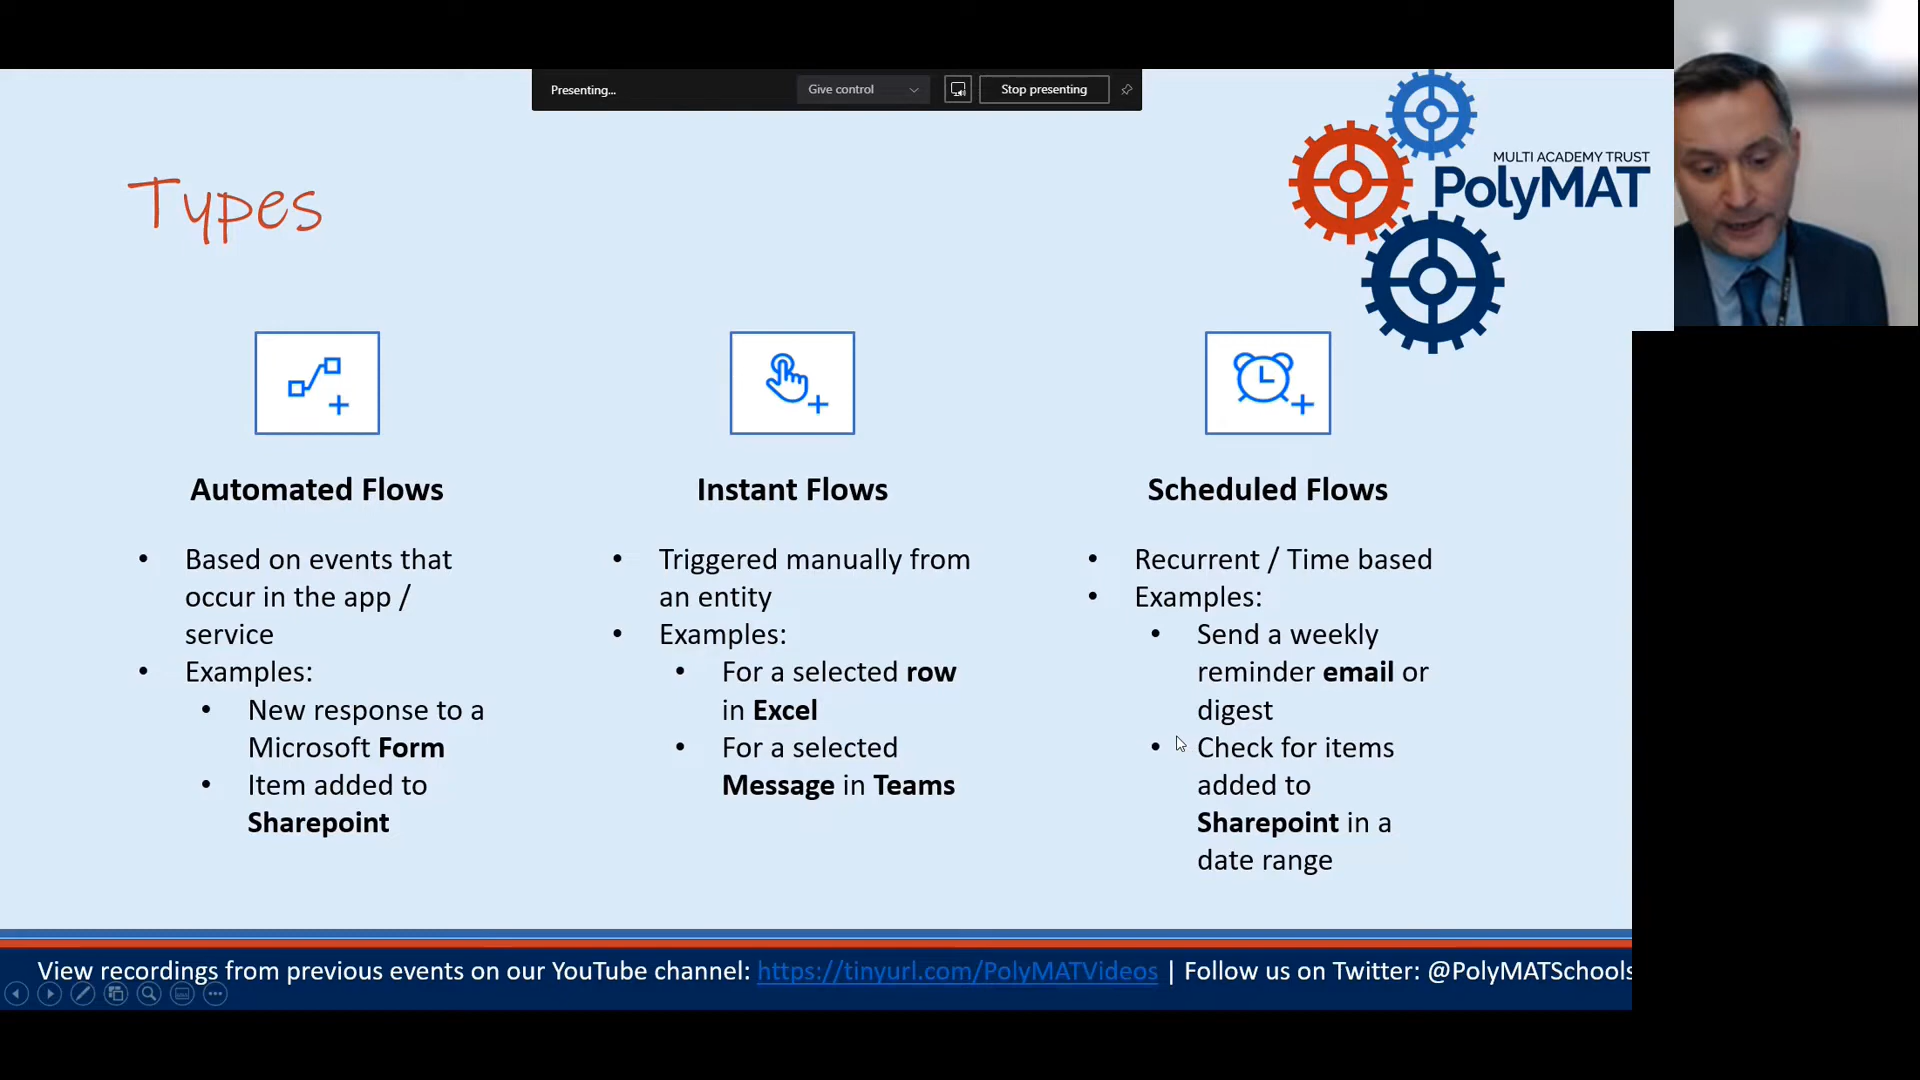 Presenting...
Give control
Stop presenting
MULTI ACADEMY TRUST
PolyMAT
Types
Automated Flows
• Based on events that
occur in the app /
service
• Examples:
• New response to a
Microsoft Form
• Item added to
Sharepoint
Instant Flows
• Triggered manually from
an entity
• Examples:
• For a selected row
in Excel
• For a selected
Message in Teams
Scheduled Flows
• Recurrent / Time based
• Examples:
• Send a weekly
reminder email or
digest
• Check for items
added to
Sharepoint in a
date range
View recordings from previous events on our YouTube channel: https://tinyurl.com/PolyMATVideos | Follow us on Twitter: @PolyMATSchools